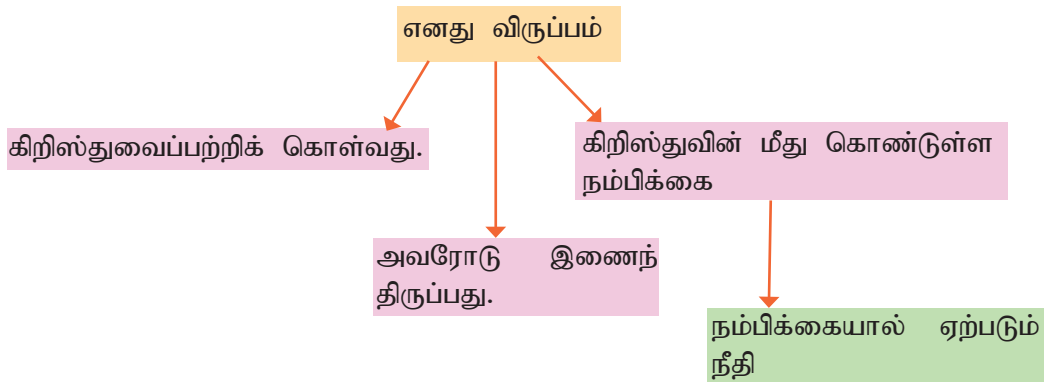 எனது விருப்பம்
கிறிஸ்துவைப்பற்றிக் கொள்வது.
கிறிஸ்துவின் மீது கொண்டுள்ள
நம்பிக்கை
அவரோடு இணைந்
திருப்பது.
நம்பிக்கையால் ஏற்படும்
நீதி